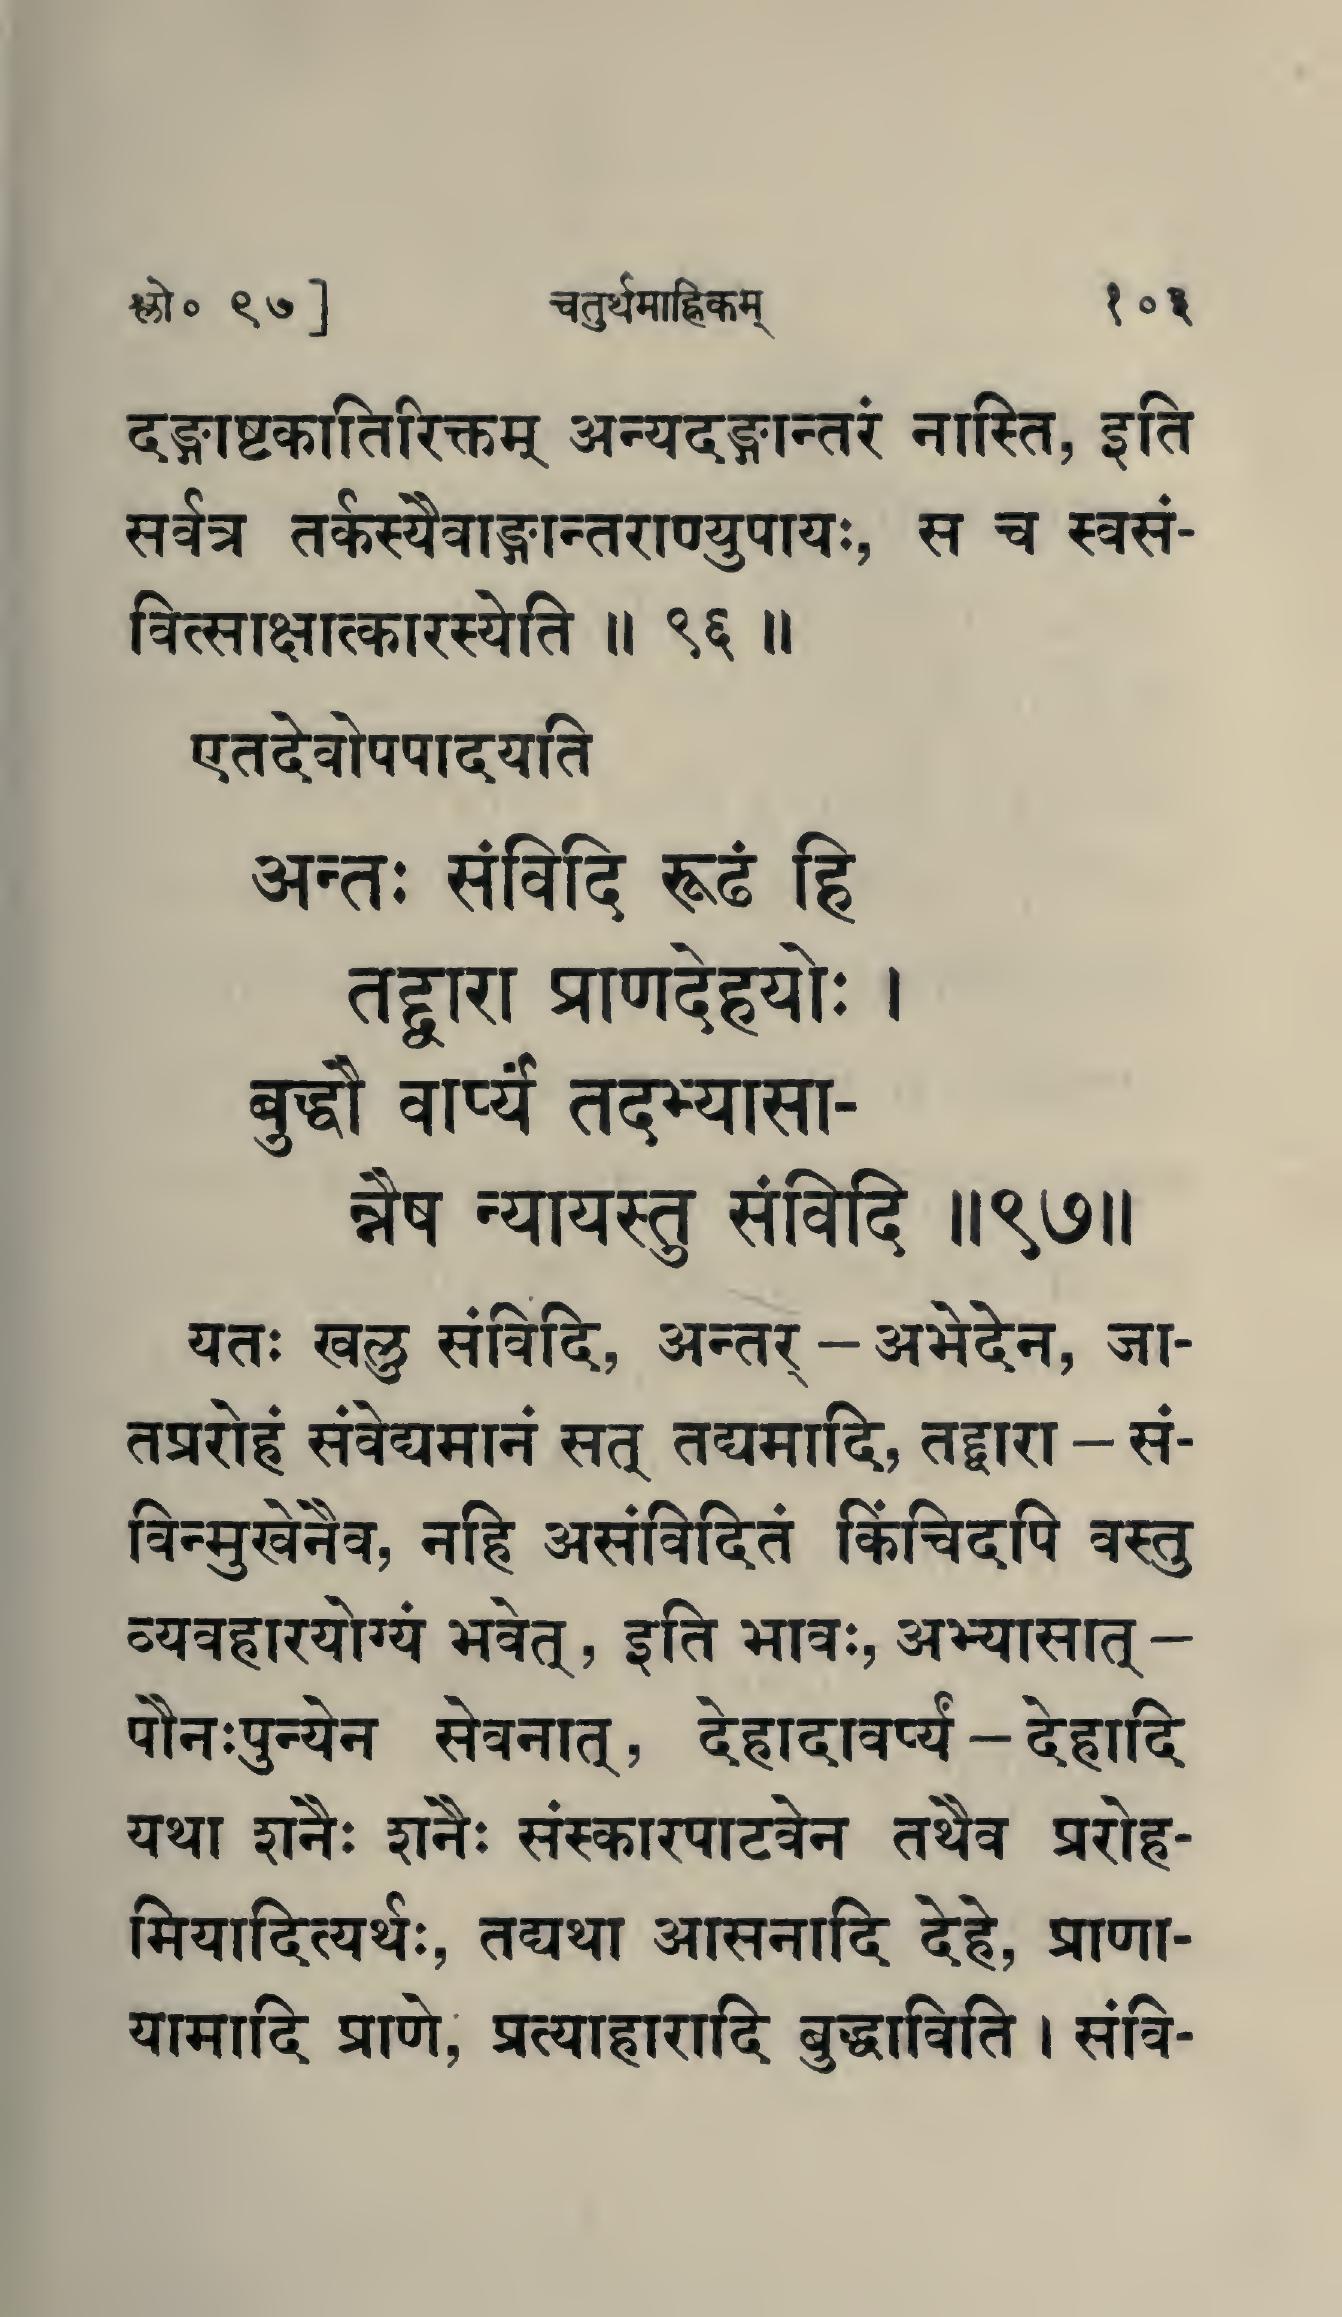 श्लो० ९७] चतुर्थमाह्निकम् १०३
दङ्गाष्टकातिरिक्तम् अन्यदङ्गान्तरं नास्ति, इति
सर्वत्र तर्कस्यैवाङ्गान्तराण्युपायः, स च स्वसं-
वित्साक्षात्कारस्येति ॥ ९६ ॥
एतदेवोपपादयति
अन्तः संविदि रूढं हि
तद्द्वारा प्राणदेहयोः ।
बुद्धौ वार्प्यं तदभ्यासा-
न्नैष न्यायस्तु संविदि ॥९७॥
यतः खलु संविदि, अन्तर् – अभेदेन, जा-
तप्ररोहं संवेद्यमानं सत् तद्यमादि, तद्द्वारा – सं-
विन्मुखेनैव, नहि असंविदितं किंचिदपि वस्तु
व्यवहारयोग्यं भवेत्, इति भावः, अभ्यासात् –
पौनःपुन्येन सेवनात्, देहादावर्प्यं – देहादि
यथा शनैः शनैः संस्कारपाटवेन तथैव प्ररोह-
मियादित्यर्थः, तद्यथा आसनादि देहे, प्राणा-
यामादि प्राणे, प्रत्याहारादि बुद्धाविति । संवि-